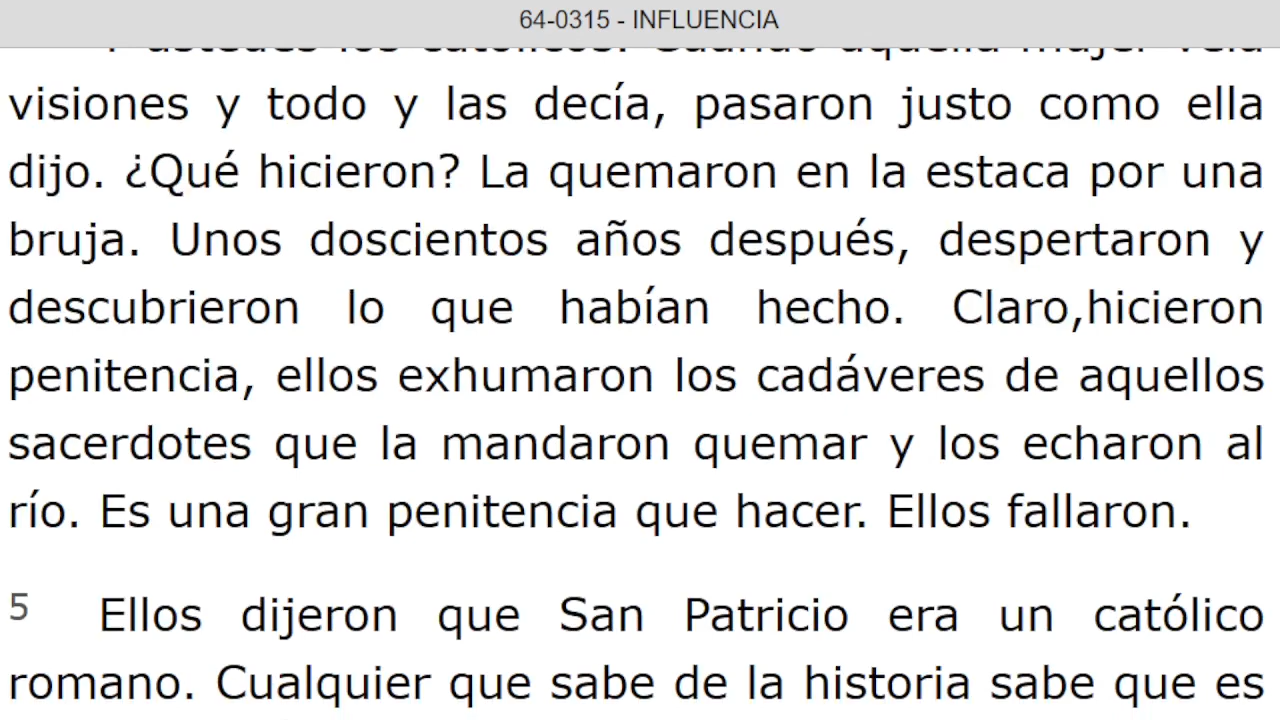 64-0315 - INFLUENCIA
visiones y todo y las decía, pasaron justo como ella
dijo. ¿Qué hicieron? La quemaron en la estaca por una
bruja. Unos doscientos años después, despertaron y
descubrieron lo que habían hecho. Claro,hicieron
penitencia, ellos exhumaron los cadáveres de aquellos
sacerdotes que la mandaron quemar y los echaron al
río. Es una gran penitencia que hacer. Ellos fallaron.
5 Ellos dijeron que San Patricio era un católico
romano. Cualquier que sabe de la historia sabe que es